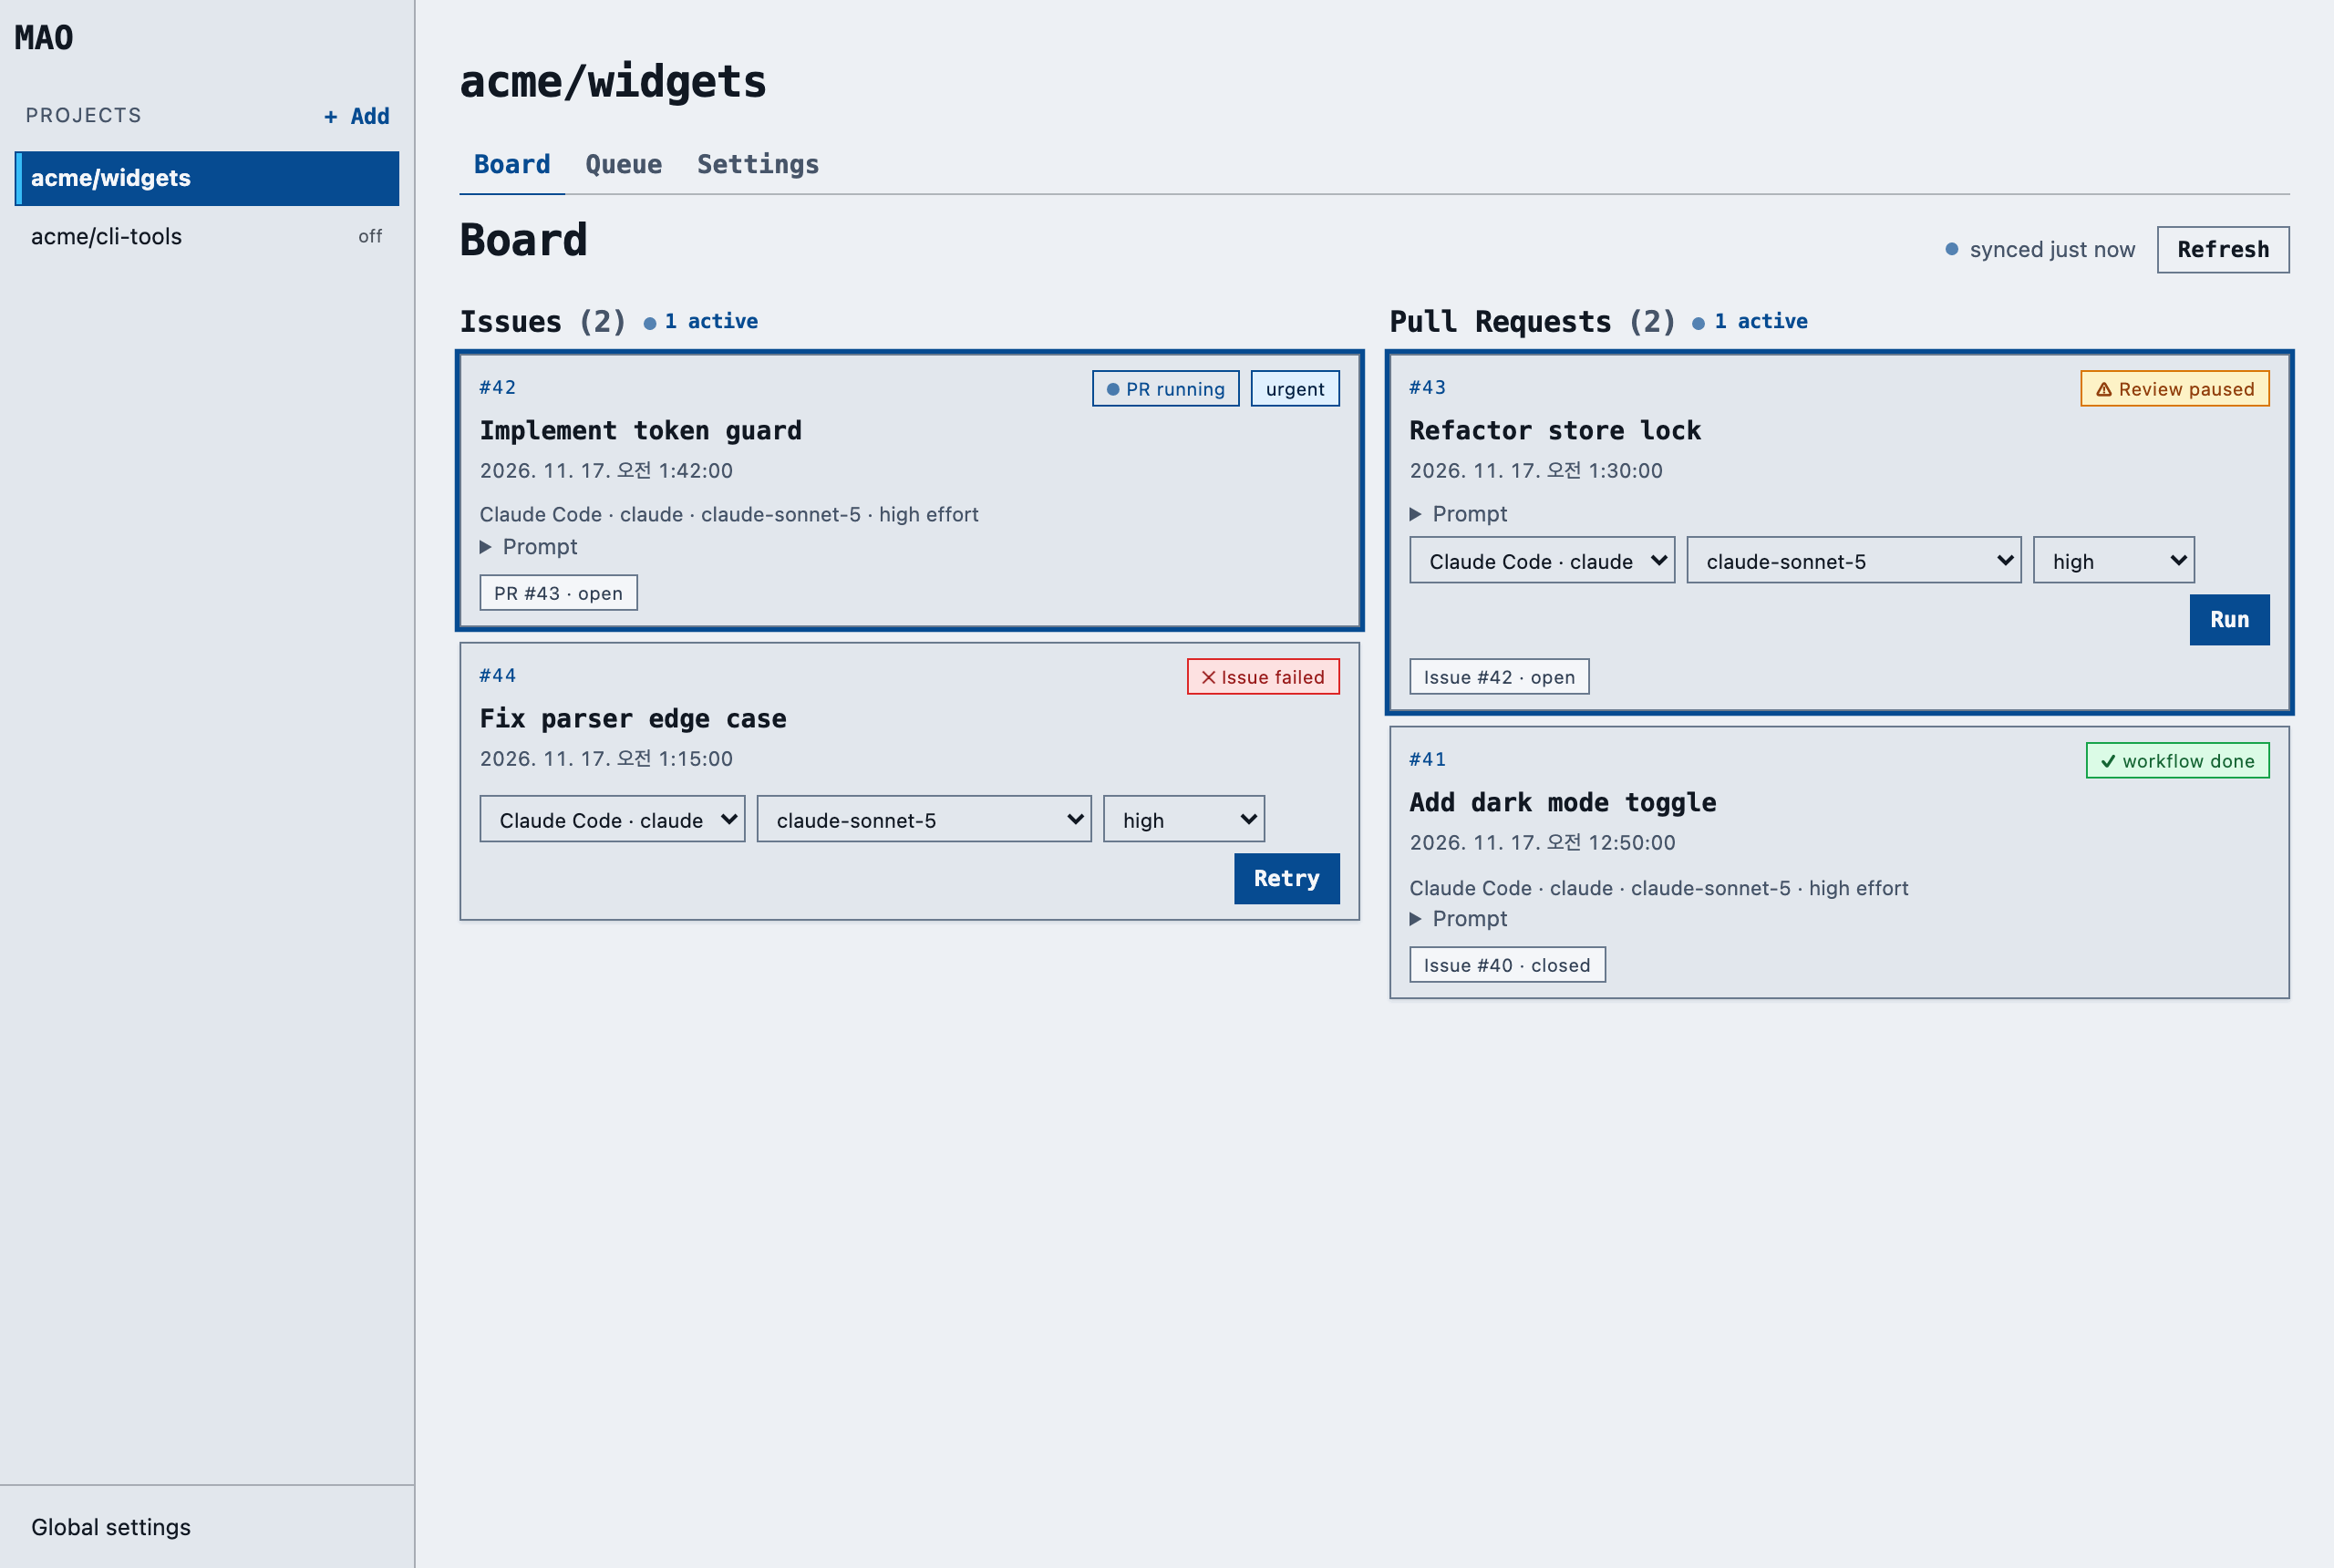 MAO
PROJECTS
+ Add
acme/widgets
acme/cli-tools
off
Global settings
acme/widgets
Board Queue Settings
Board
synced just now
Refresh
Issues (2) 1 active
#42
PR running
urgent
Implement token guard
2026. 11. 17. 오전 1:42:00
Claude Code · claude · claude-sonnet-5 · high effort
Prompt
PR #43 · open
#44
Issue failed
Fix parser edge case
2026. 11. 17. 오전 1:15:00
Claude Code · claude
claude-sonnet-5
high
Retry
Pull Requests (2) 1 active
#43
Review paused
Refactor store lock
2026. 11. 17. 오전 1:30:00
Prompt
Claude Code · claude
claude-sonnet-5
high
Run
Issue #42 · open
#41
workflow done
Add dark mode toggle
2026. 11. 17. 오전 12:50:00
Claude Code · claude · claude-sonnet-5 · high effort
Prompt
Issue #40 · closed